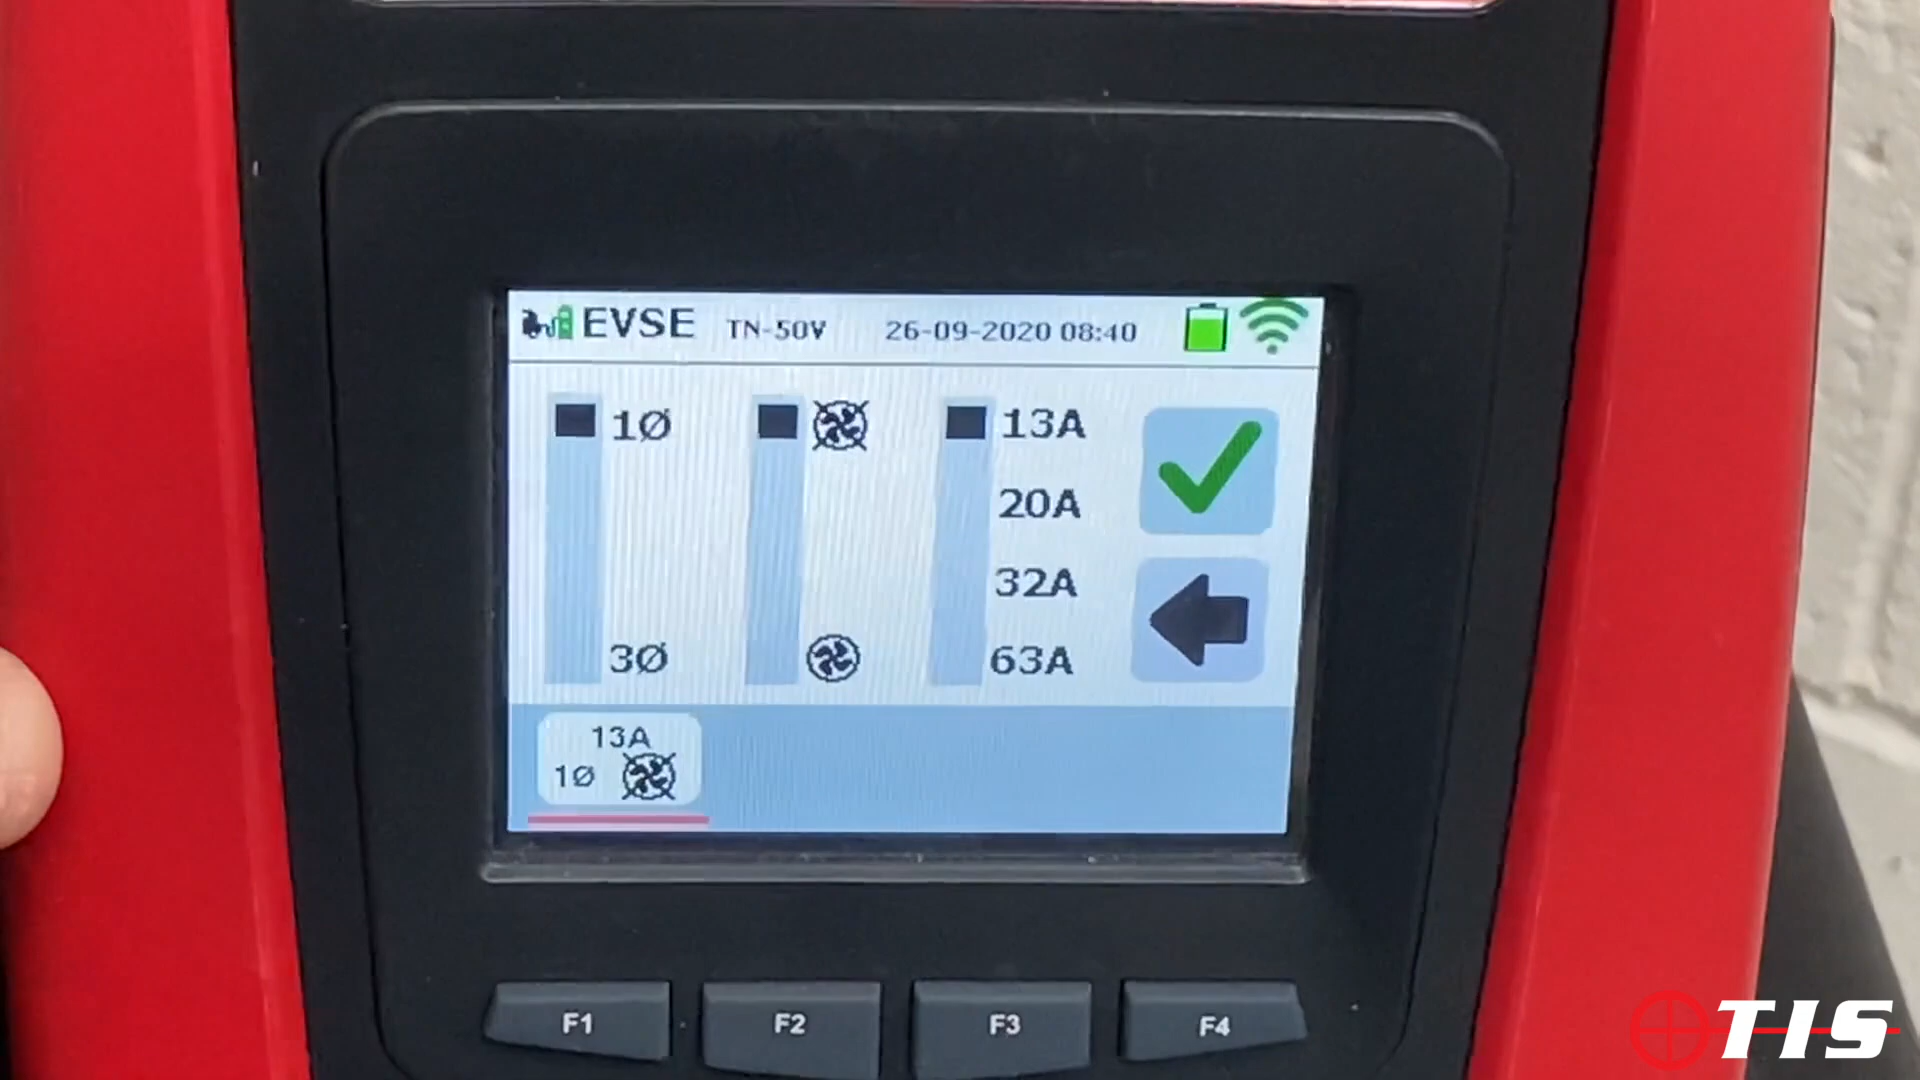 EVSE TN-50V 26-09-2020 08:40
1Ø 13A
20A
32A
3Ø 63A
13A
1Ø
F1 F2 F3 F4
TIS